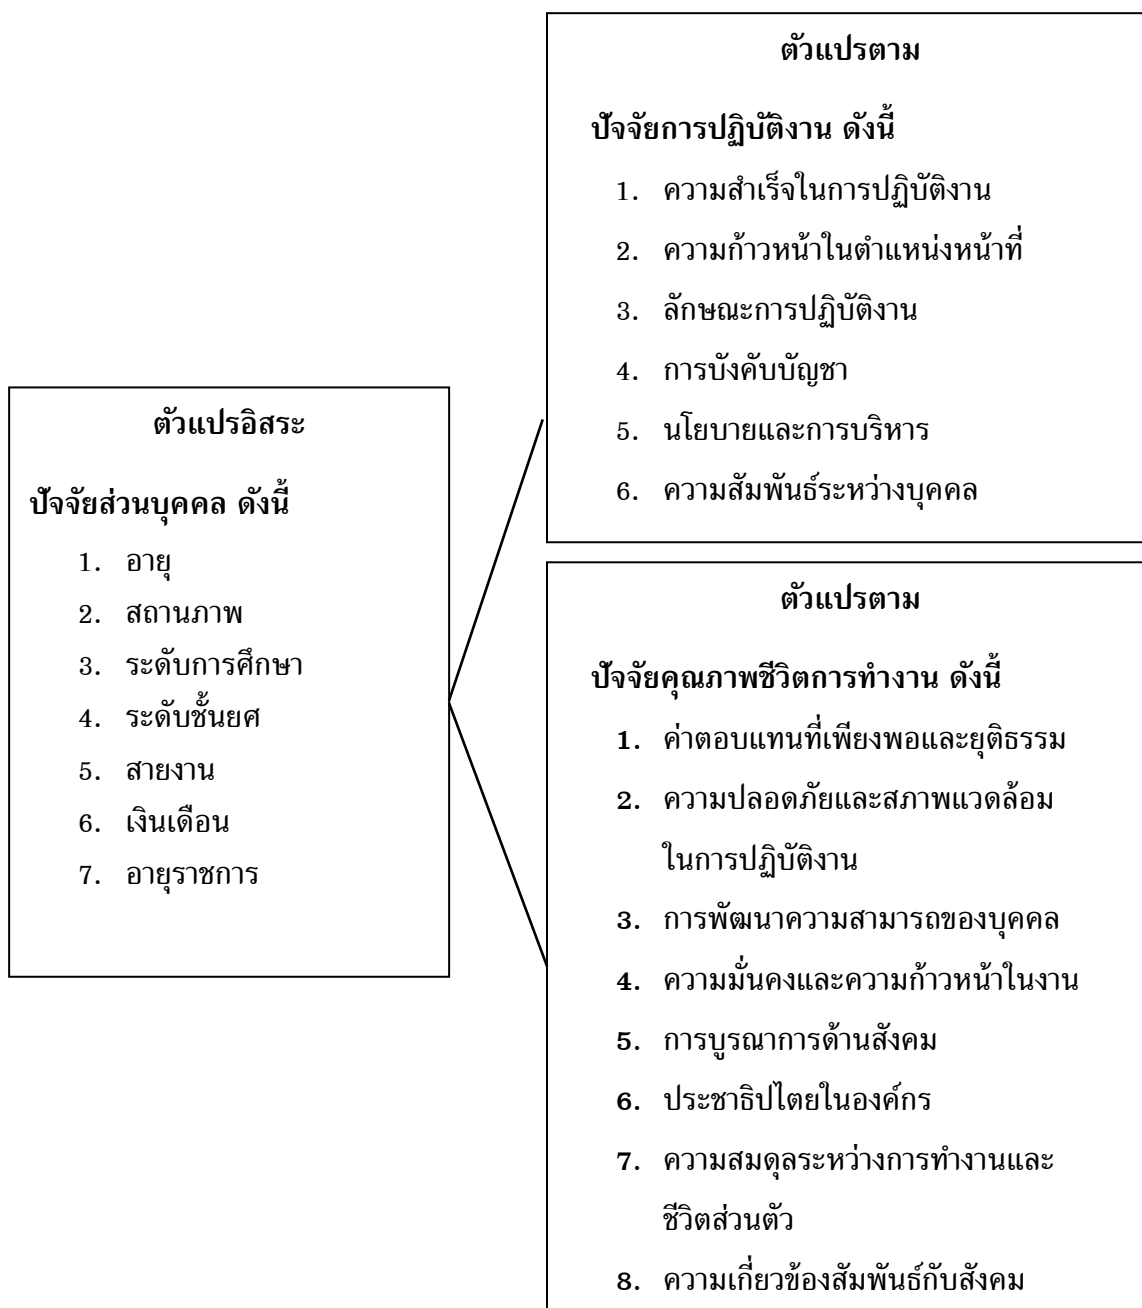 ตัวแปรตาม
ปัจจัยการปฏิบัติงาน ดังนี้
1. ความสำเร็จในการปฏิบัติงาน
2. ความก้าวหน้าในตำแหน่งหน้าที่
3. ลักษณะการปฏิบัติงาน
4. การบังคับบัญชา
5. นโยบายและการบริหาร
6. ความสัมพันธ์ระหว่างบุคคล
ตัวแปรอิสระ
ปัจจัยส่วนบุคคล ดังนี้
1. อายุ
2. สถานภาพ
3. ระดับการศึกษา
4. ระดับชั้นยศ
5. สายงาน
6. เงินเดือน
7. อายุราชการ
ตัวแปรตาม
ปัจจัยคุณภาพชีวิตการทำงาน ดังนี้
1. ค่าตอบแทนที่เพียงพอและยุติธรรม
2. ความปลอดภัยและสภาพแวดล้อม
ในการปฏิบัติงาน
3. การพัฒนาความสามารถของบุคคล
4. ความมั่นคงและความก้าวหน้าในงาน
5. การบูรณาการด้านสังคม
6. ประชาธิปไตยในองค์กร
7. ความสมดุลระหว่างการทำงานและ
ชีวิตส่วนตัว
8. ความเกี่ยวข้องสัมพันธ์กับสังคม